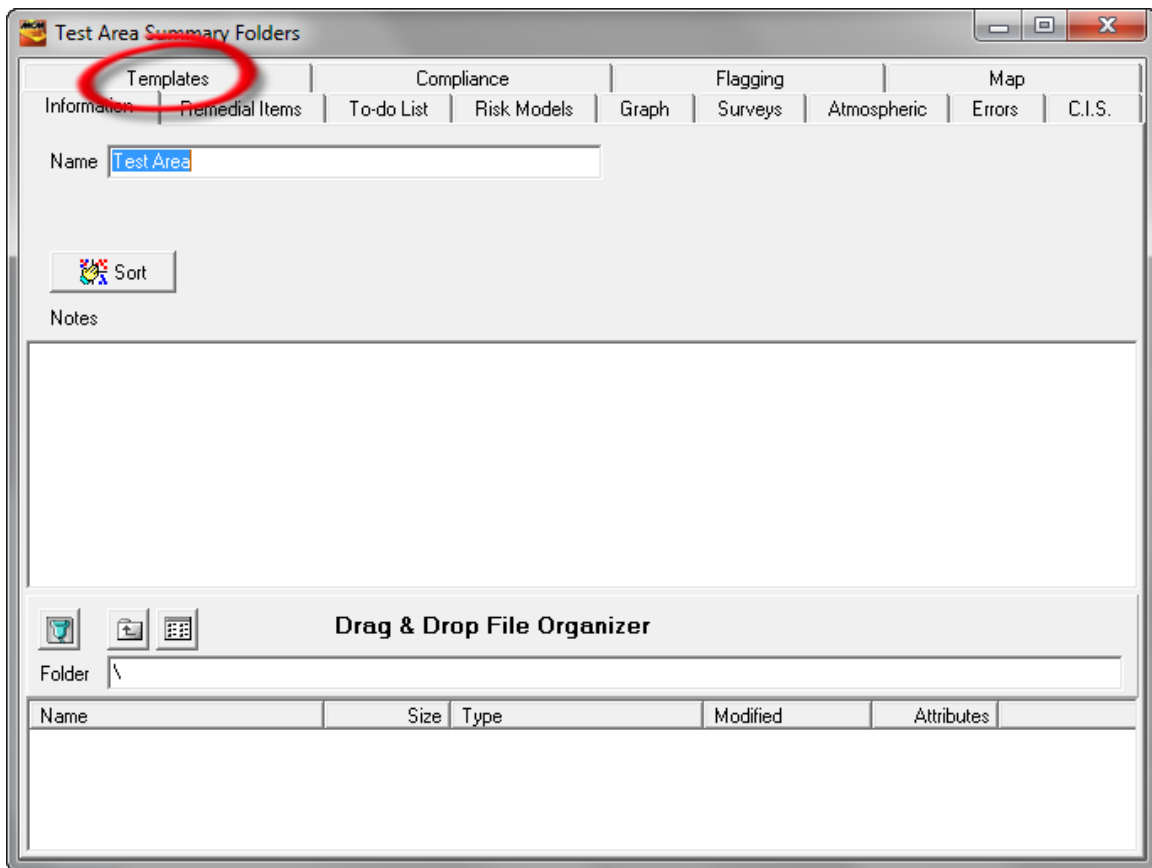 Test Area Summary Folders
Templates Compliance Flagging Map
Information Remedial Items To-do List Risk Models Graph Surveys Atmospheric Errors C.I.S.
Name Test Area
Sort
Notes
Drag & Drop File Organizer
Folder \
Name Size Type Modified Attributes